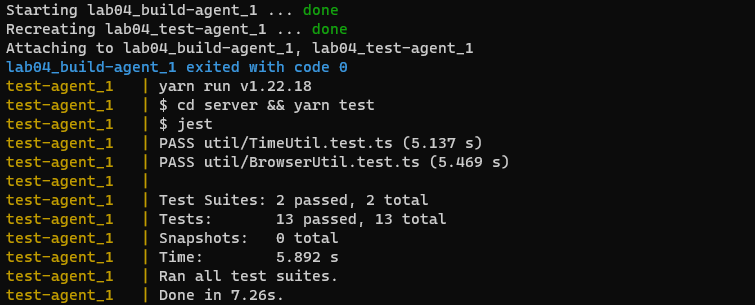 Starting lab04_build-agent_1 ... done
Recreating lab04_test-agent_1 ... done
Attaching to lab04_build-agent_1, lab04_test-agent_1
lab04_build-agent_1 exited with code 0
test-agent_1   | yarn run v1.22.18
test-agent_1   | $ cd server && yarn test
test-agent_1   | $ jest
test-agent_1   | PASS util/TimeUtil.test.ts (5.137 s)
test-agent_1   | PASS util/BrowserUtil.test.ts (5.469 s)
test-agent_1   |
test-agent_1   | Test Suites: 2 passed, 2 total
test-agent_1   | Tests:       13 passed, 13 total
test-agent_1   | Snapshots:   0 total
test-agent_1   | Time:        5.892 s
test-agent_1   | Ran all test suites.
test-agent_1   | Done in 7.26s.